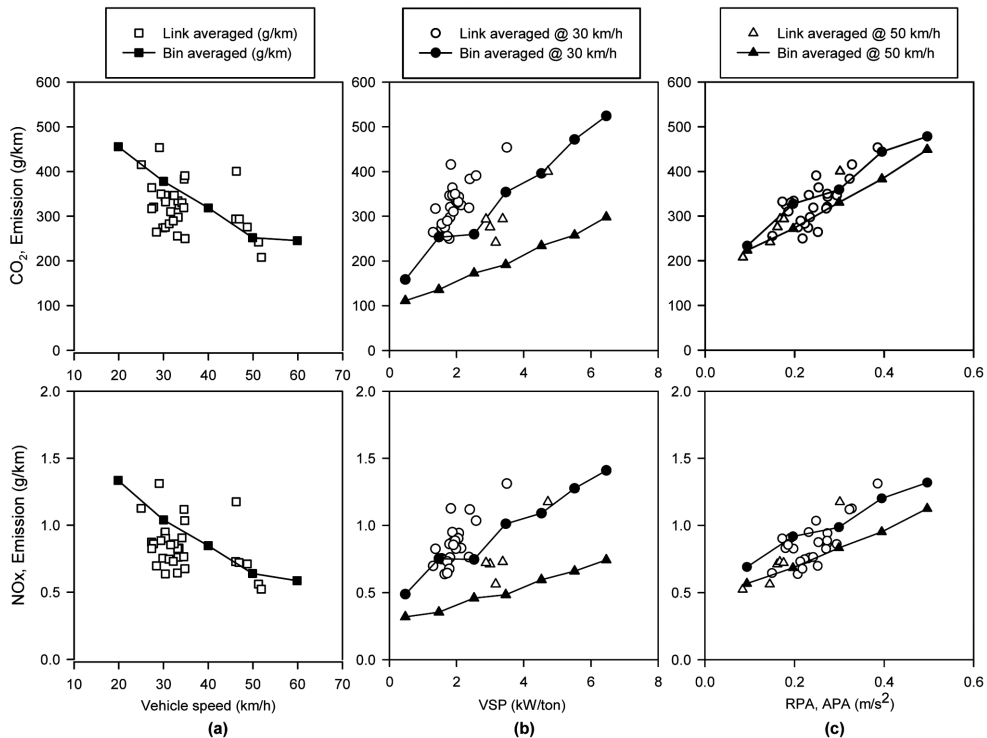 Link averaged (g/km)
Bin averaged (g/km)
Link averaged @ 30 km/h
Bin averaged @ 30 km/h
Link averaged @ 50 km/h
Bin averaged @ 50 km/h
CO2, Emission (g/km)
600
500
400
300
200
100
0
10 20 30 40 50 60 70
0 2 4 6 8
0.0 0.2 0.4 0.6
600
500
400
300
200
100
0
600
500
400
300
200
100
0
NOx, Emission (g/km)
2.0
1.5
1.0
0.5
0.0
10 20 30 40 50 60 70
Vehicle speed (km/h)
(a)
2.0
1.5
1.0
0.5
0.0
0 2 4 6 8
VSP (kW/ton)
(b)
2.0
1.5
1.0
0.5
0.0
0.0 0.2 0.4 0.6
RPA, APA (m/s2)
(c)